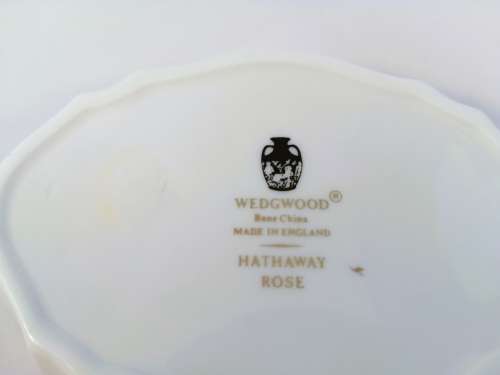 WEDGWOOD®
Bone China
MADE IN ENGLAND
HATHAWAY
ROSE